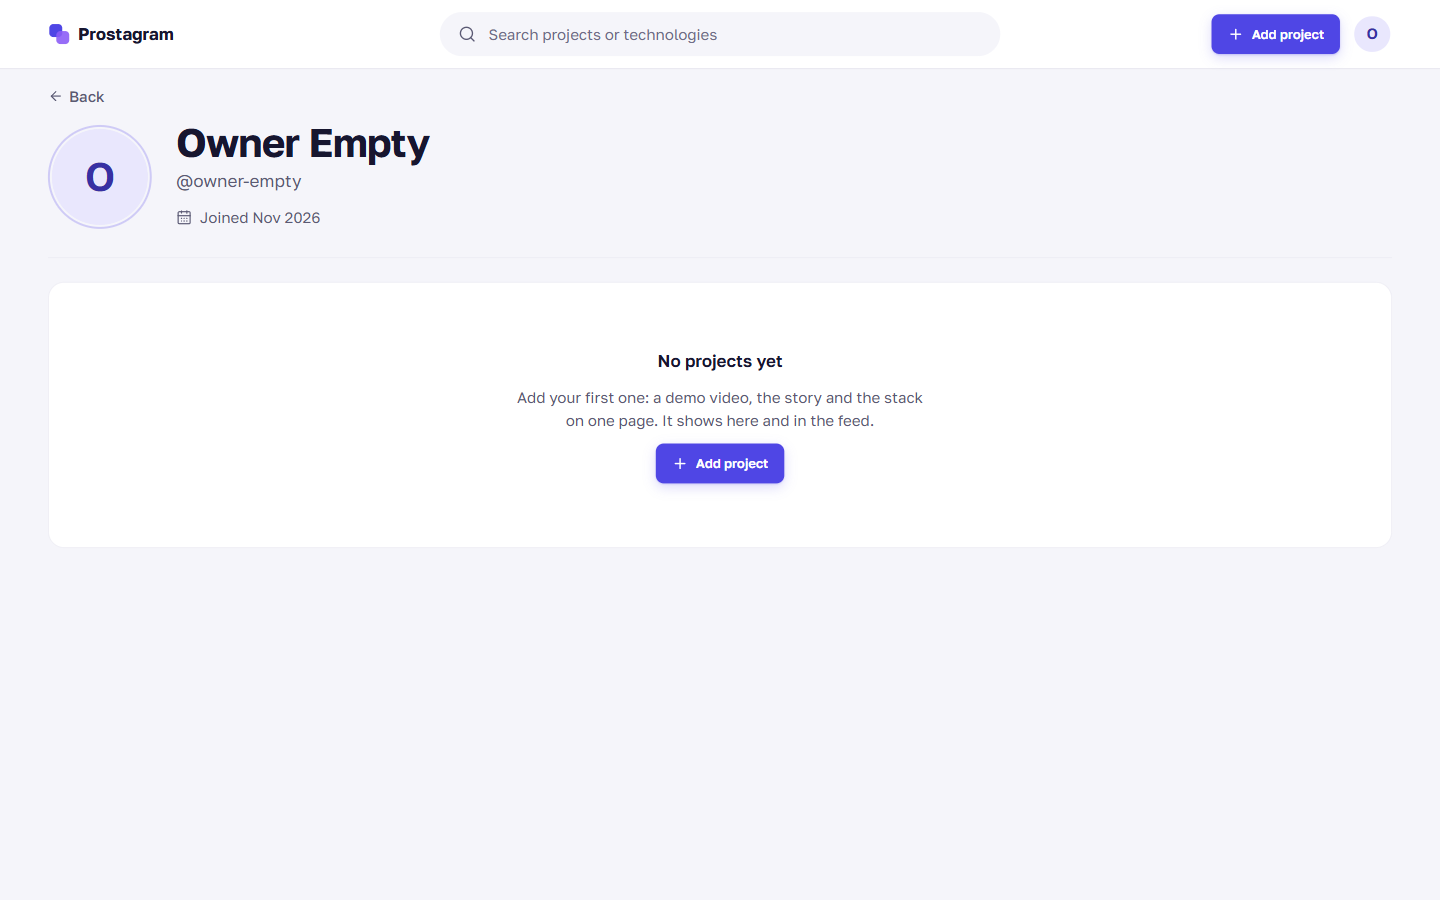 Prostagram
Search projects or technologies
Add project
O
Back
O
Owner Empty
@owner-empty
Joined Nov 2026
No projects yet
Add your first one: a demo video, the story and the stack
on one page. It shows here and in the feed.
Add project